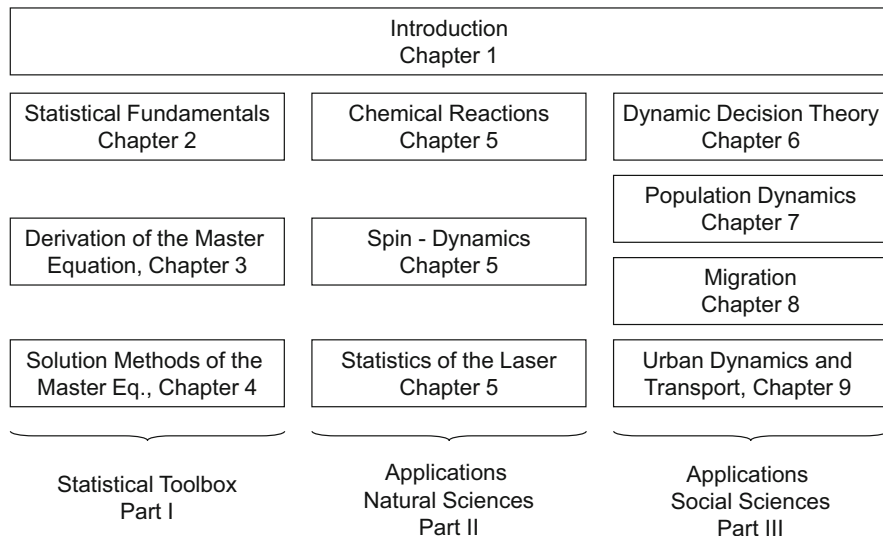 Introduction
Chapter 1
Statistical Fundamentals
Chapter 2
Derivation of the Master
Equation, Chapter 3
Solution Methods of the
Master Eq., Chapter 4
Statistical Toolbox
Part I
Chemical Reactions
Chapter 5
Spin - Dynamics
Chapter 5
Statistics of the Laser
Chapter 5
Applications
Natural Sciences
Part II
Dynamic Decision Theory
Chapter 6
Population Dynamics
Chapter 7
Migration
Chapter 8
Urban Dynamics and
Transport, Chapter 9
Applications
Social Sciences
Part III